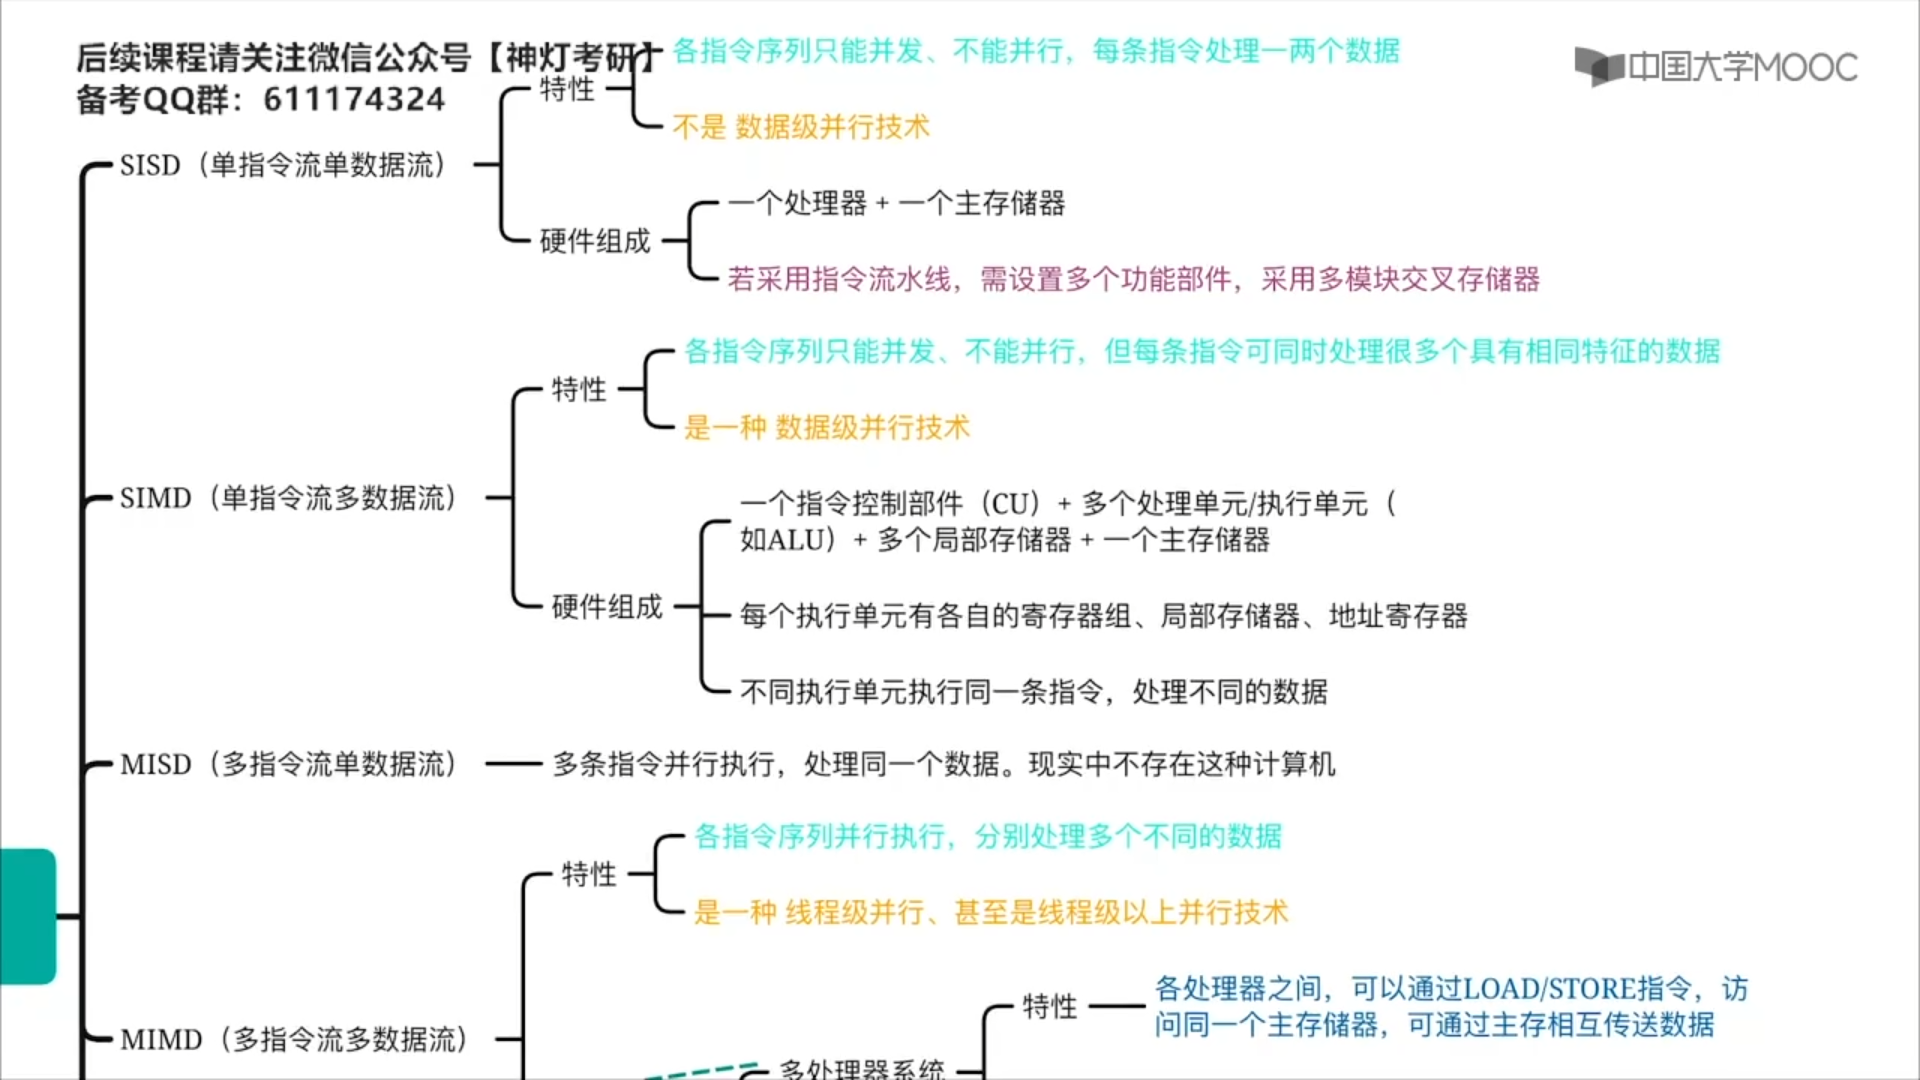 后续课程请关注微信公众号【神灯考研】
备考QQ群：611174324
中国大学MOOC
各指令序列只能并发、不能并行，每条指令处理一两个数据
特性
不是 数据级并行技术
SISD（单指令流单数据流）
一个处理器 + 一个主存储器
硬件组成
若采用指令流水线，需设置多个功能部件，采用多模块交叉存储器
各指令序列只能并发、不能并行，但每条指令可同时处理很多个具有相同特征的数据
特性
是一种 数据级并行技术
SIMD（单指令流多数据流）
一个指令控制部件（CU）+ 多个处理单元/执行单元（
如ALU）+ 多个局部存储器 + 一个主存储器
硬件组成
每个执行单元有各自的寄存器组、局部存储器、地址寄存器
不同执行单元执行同一条指令，处理不同的数据
MISD（多指令流单数据流）
多条指令并行执行，处理同一个数据。现实中不存在这种计算机
各指令序列并行执行，分别处理多个不同的数据
特性
是一种 线程级并行、甚至是线程级以上并行技术
MIMD（多指令流多数据流）
特性
各处理器之间，可以通过LOAD/STORE指令，访
问同一个主存储器，可通过主存相互传送数据
多处理器系统